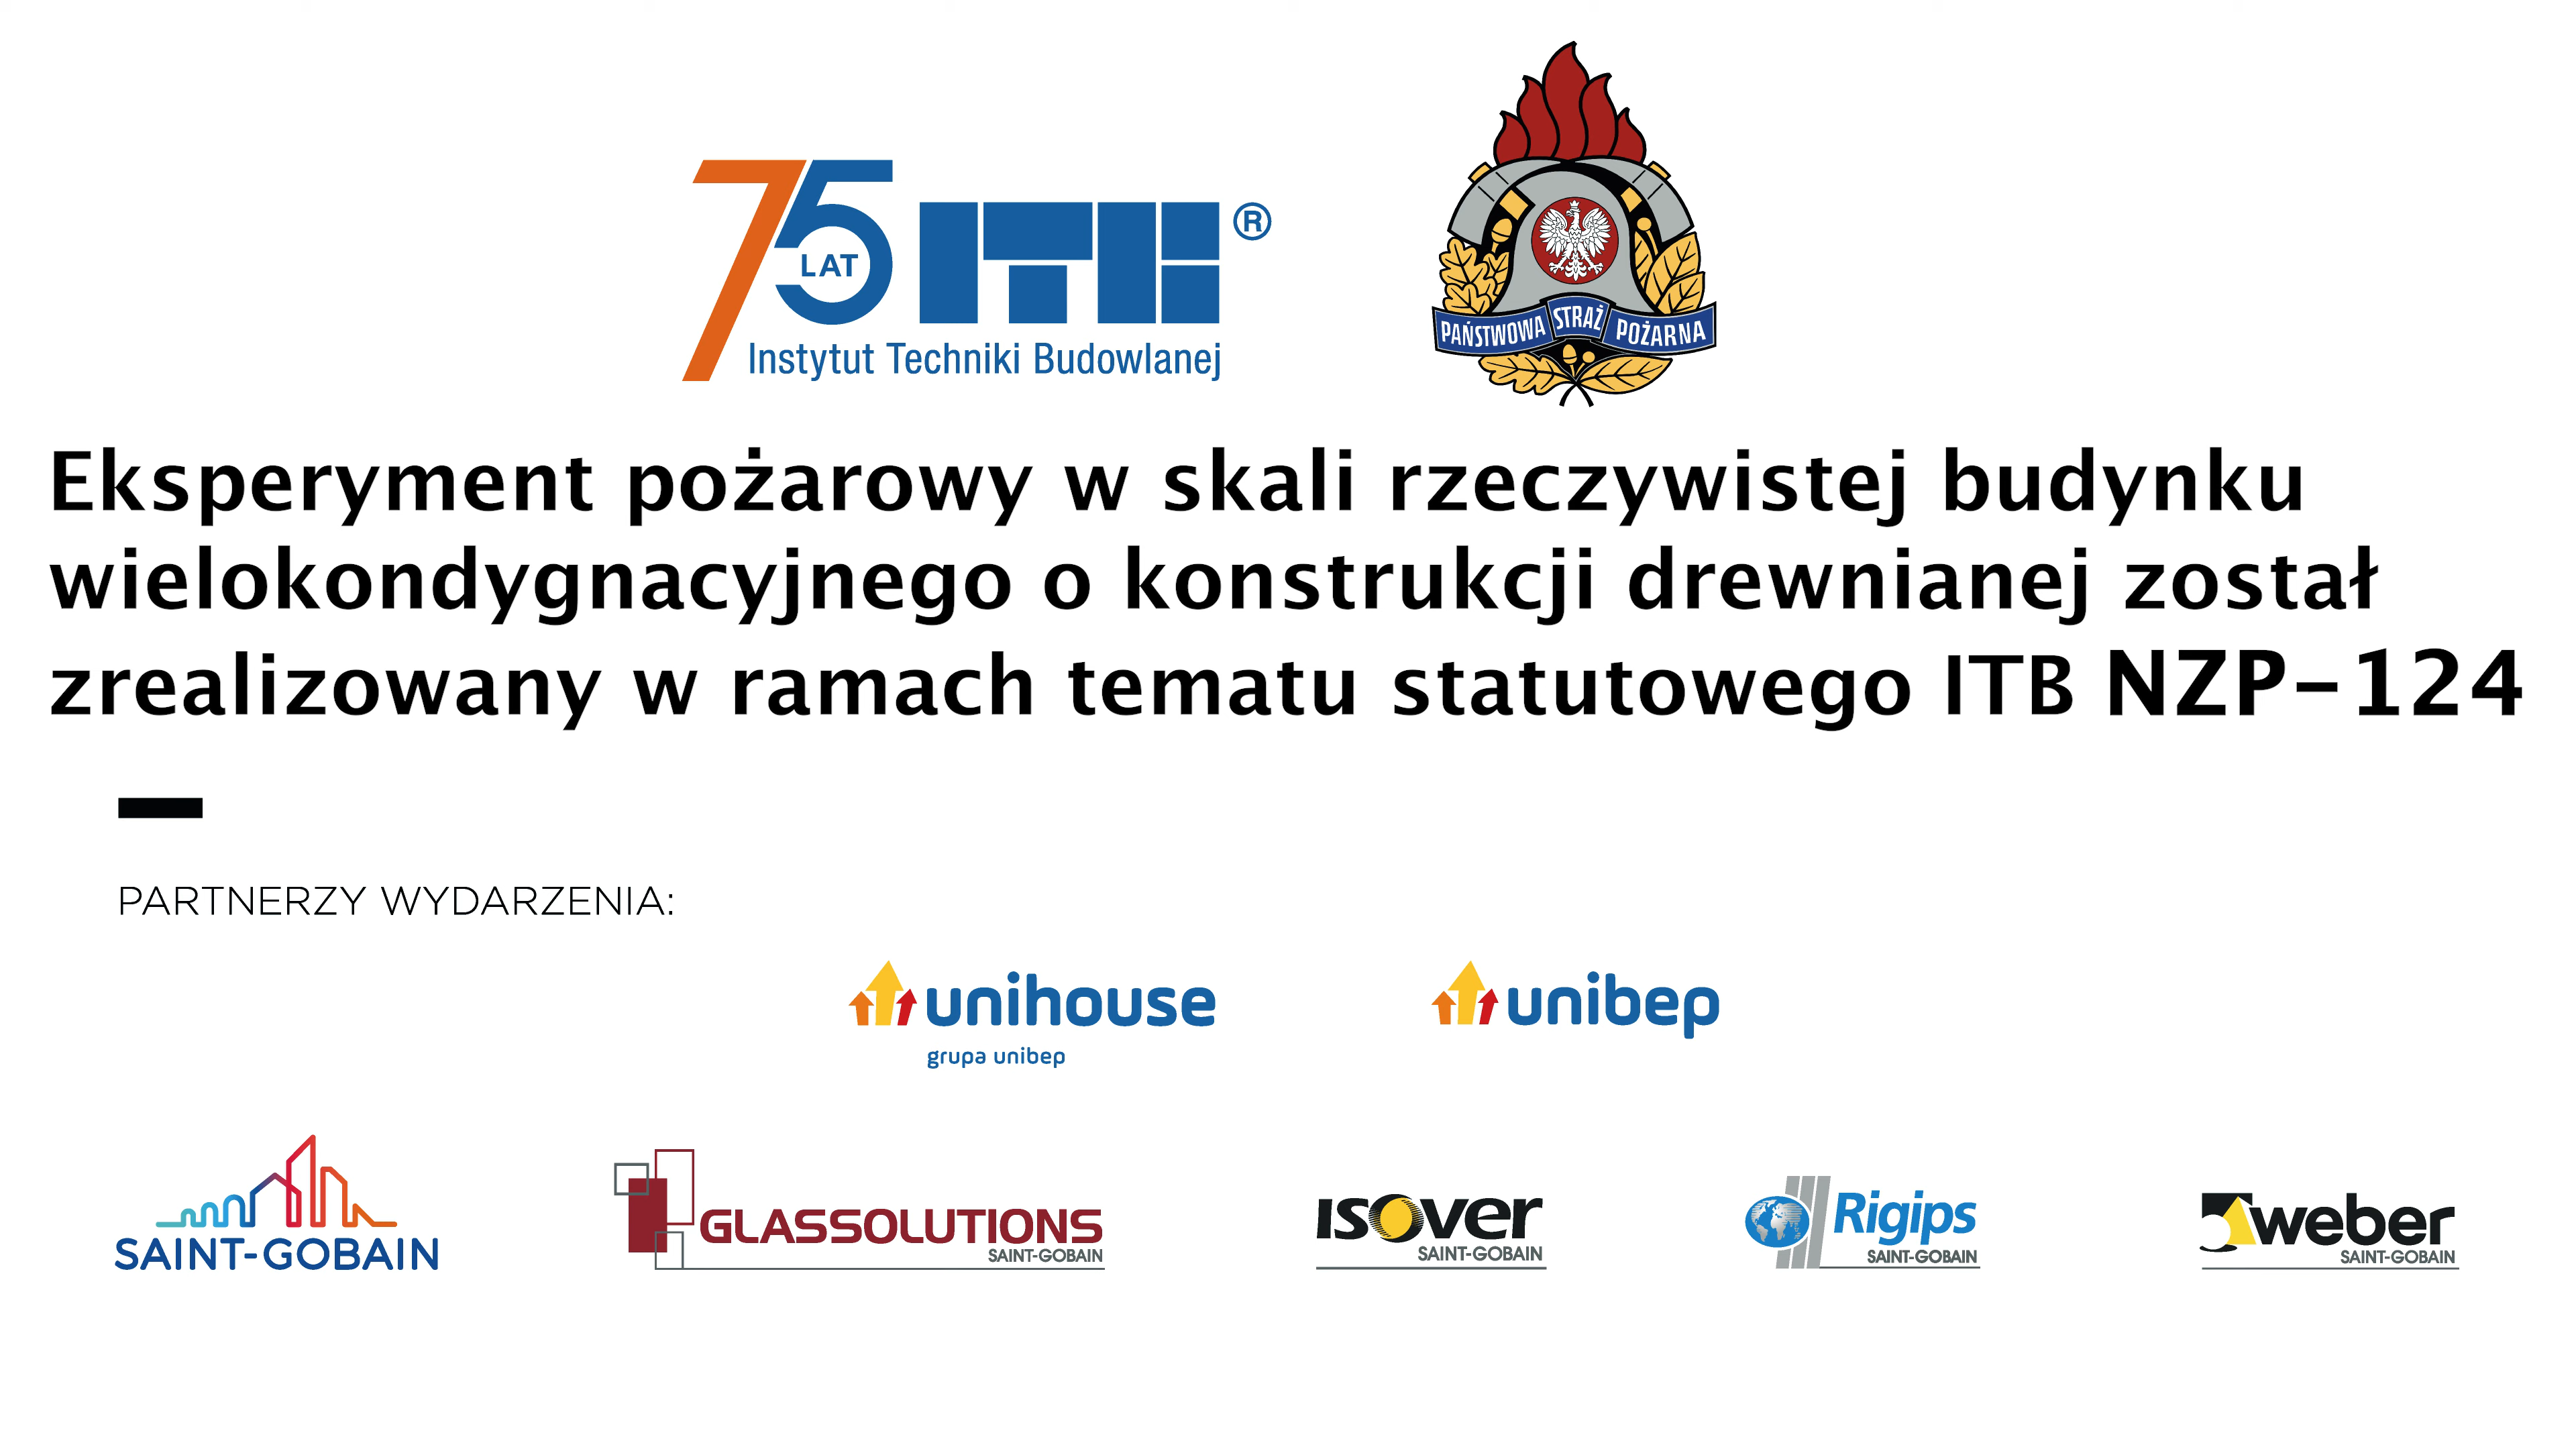 75 LAT ITB ®
Instytut Techniki Budowlanej
PAŃSTWOWA STRAŻ POŻARNA
Eksperyment pożarowy w skali rzeczywistej budynku
wielokondygnacyjnego o konstrukcji drewnianej został
zrealizowany w ramach tematu statutowego ITB NZP-124
PARTNERZY WYDARZENIA:
unihouse
grupa unibep
unibep
SAINT-GOBAIN
GLASSOLUTIONS
SAINT-GOBAIN
ISOVER
SAINT-GOBAIN
Rigips
SAINT-GOBAIN
weber
SAINT-GOBAIN